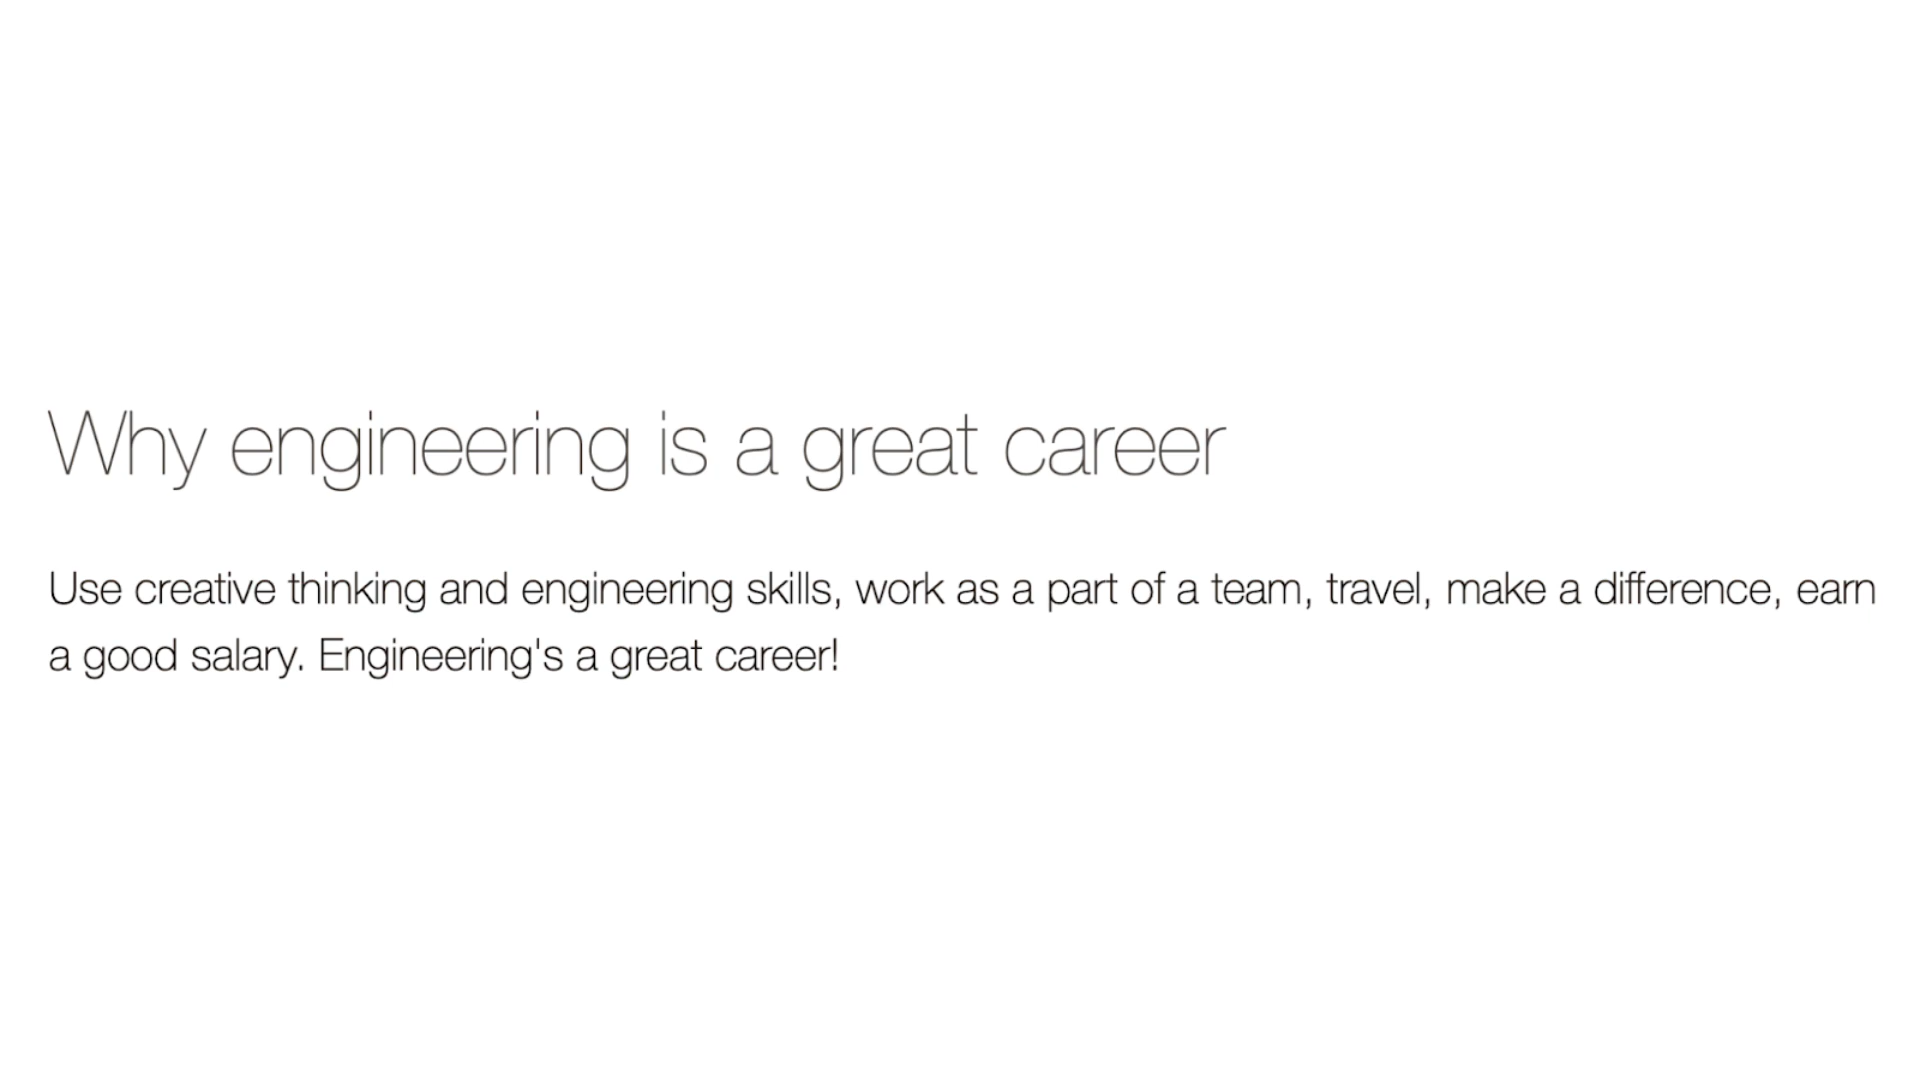 Why engineering is a great career
Use creative thinking and engineering skills, work as a part of a team, travel, make a difference, earn
a good salary. Engineering's a great career!